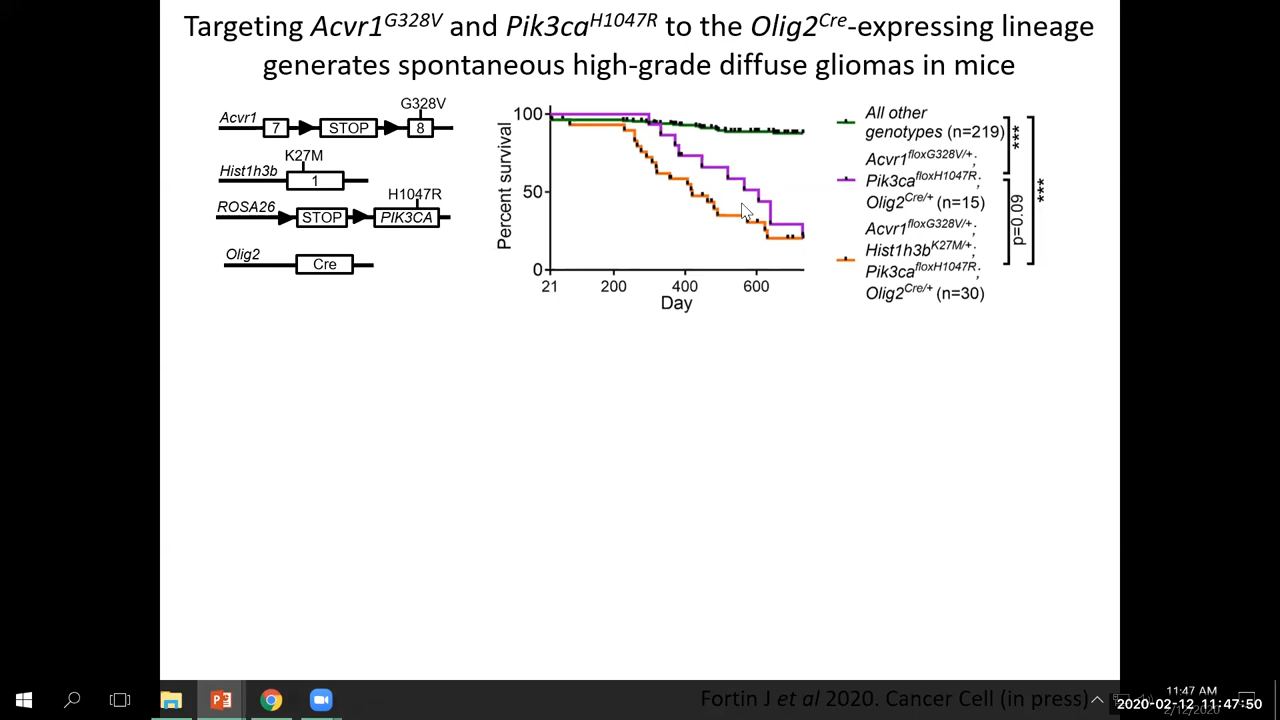 Targeting Acvr1G328V and Pik3caH1047R to the Olig2Cre-expressing lineage
generates spontaneous high-grade diffuse gliomas in mice
G328V
Acvr1
7
STOP
8
K27M
Hist1h3b
1
H1047R
ROSA26
STOP
PIK3CA
Olig2
Cre
Percent survival
100
50
0
21
200
400
600
Day
All other
genotypes (n=219)
Acvr1floxG328V/+;
Pik3cafloxH1047R;
Olig2Cre/+ (n=15)
Acvr1floxG328V/+;
Hist1h3bK27M/+;
Pik3cafloxH1047R;
Olig2Cre/+ (n=30)
***
p=0.09
***
Fortin J et al 2020. Cancer Cell (in press)
11:47 AM
2020-02-12 11:47:50